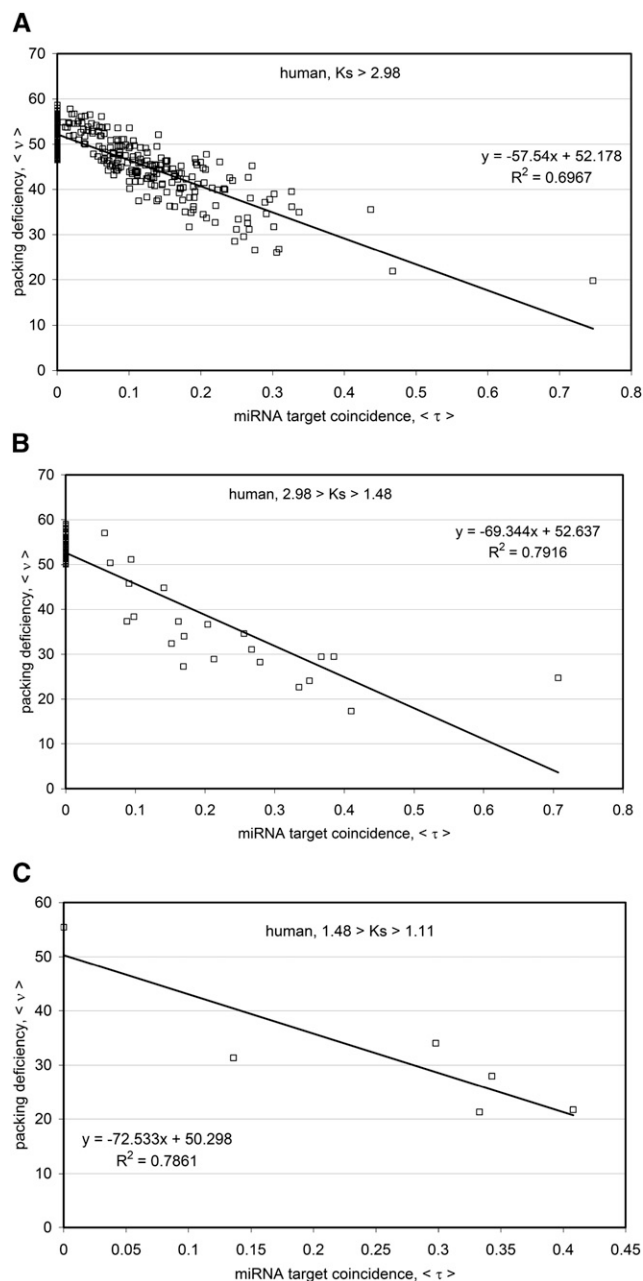 A
70
60
50
40
30
20
10
0
packing deficiency, < ν >
human, Ks > 2.98
y = -57.54x + 52.178
R² = 0.6967
0 0.1 0.2 0.3 0.4 0.5 0.6 0.7 0.8
miRNA target coincidence, < τ >
B
70
60
50
40
30
20
10
0
packing deficiency, < ν >
human, 2.98 > Ks > 1.48
y = -69.344x + 52.637
R² = 0.7916
0 0.1 0.2 0.3 0.4 0.5 0.6 0.7 0.8
miRNA target coincidence, < τ >
C
60
50
40
30
20
10
0
packing deficiency, < ν >
human, 1.48 > Ks > 1.11
y = -72.533x + 50.298
R² = 0.7861
0 0.05 0.1 0.15 0.2 0.25 0.3 0.35 0.4 0.45
miRNA target coincidence, < τ >